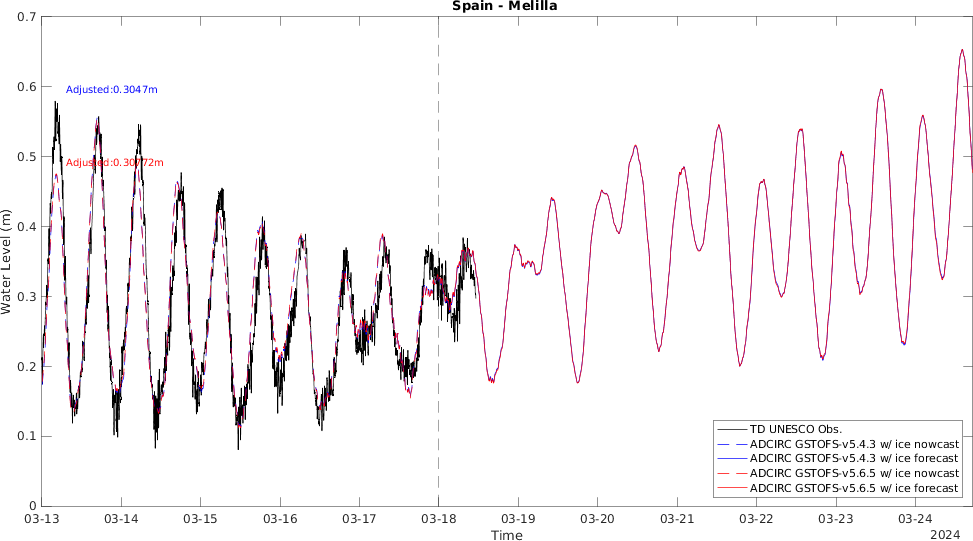 Spain - Melilla
0.7
0.6
0.5
0.4
0.3
0.2
0.1
0
Water Level (m)
Adjusted:0.3047m
TD UNESCO Obs.
ADCIRC GSTOFS-v5.4.3 w/ ice nowcast
ADCIRC GSTOFS-v5.4.3 w/ ice forecast
ADCIRC GSTOFS-v5.6.5 w/ ice nowcast
ADCIRC GSTOFS-v5.6.5 w/ ice forecast
03-13 03-14 03-15 03-16 03-17 03-18 03-19 03-20 03-21 03-22 03-23 03-24
Time
2024